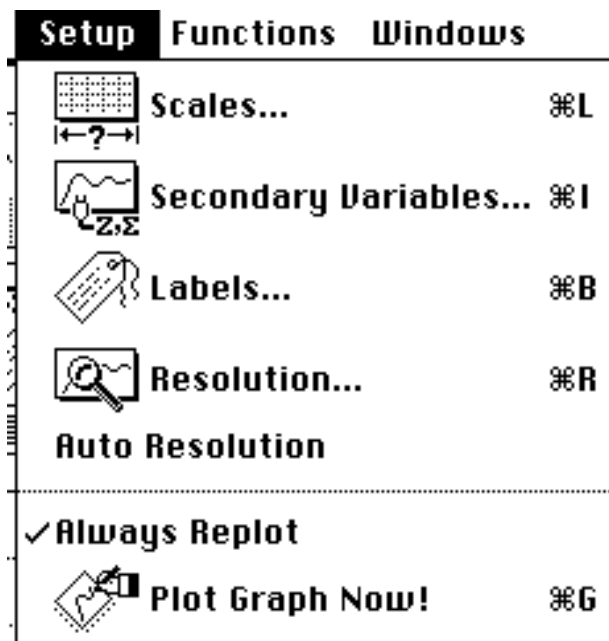 Setup Functions Windows
Scales... ⌘L
|←?→|
Secondary Variables... ⌘I
Z,Σ
Labels... ⌘B
Resolution... ⌘R
Auto Resolution
✓Always Replot
Plot Graph Now! ⌘G